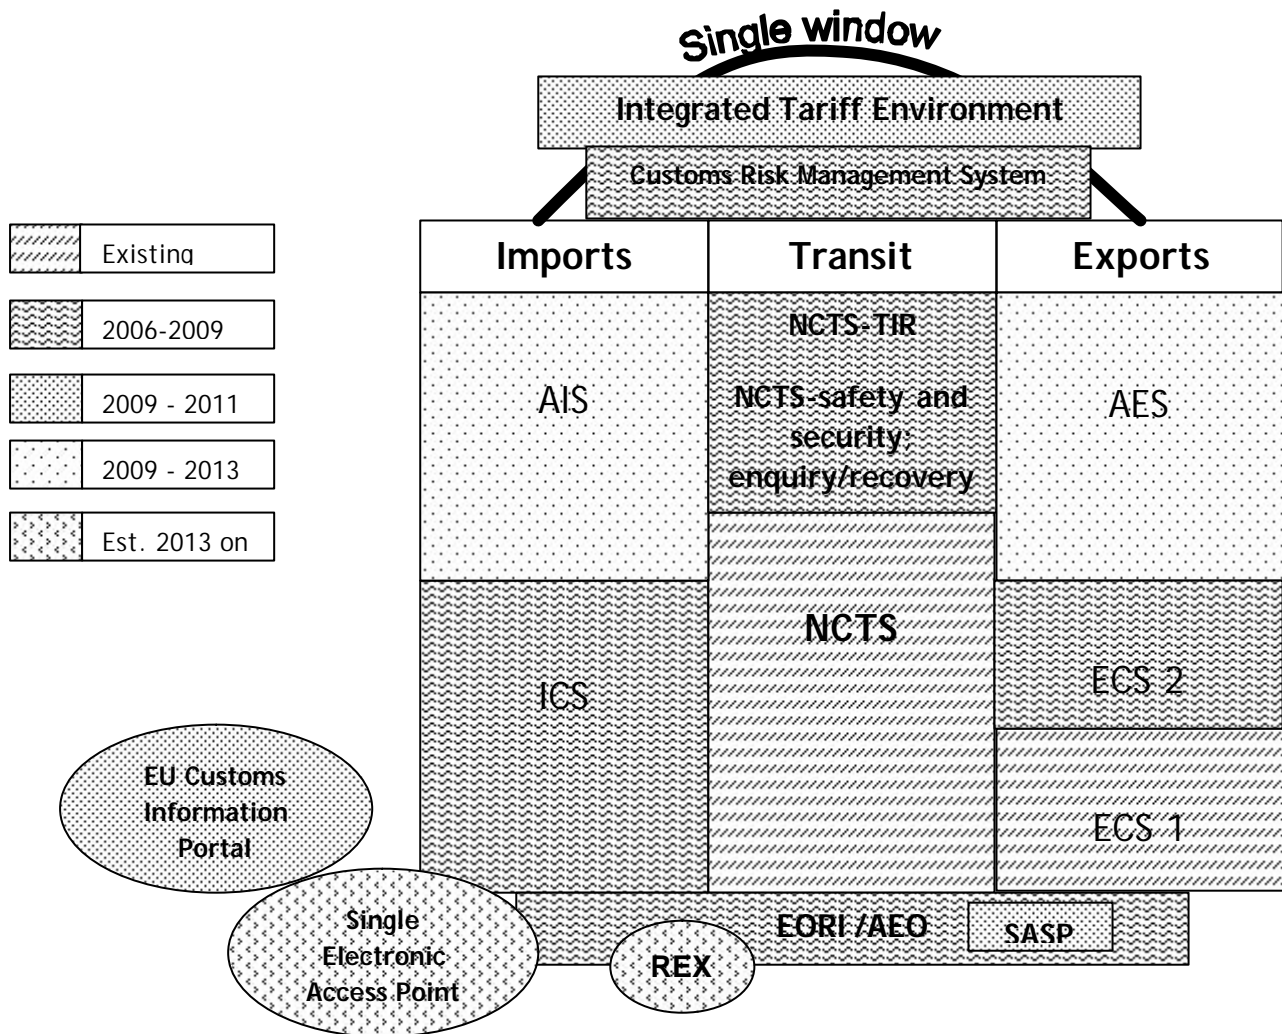 Single window
Integrated Tariff Environment
Customs Risk Management System
Existing
2006-2009
2009 - 2011
2009 - 2013
Est. 2013 on
Imports
Transit
Exports
AIS
NCTS-TIR
NCTS-safety and
security
enquiry/recovery
AES
ICS
NCTS
ECS 2
ECS 1
EU Customs
Information
Portal
Single
Electronic
Access Point
EORI /AEO
SASP
REX